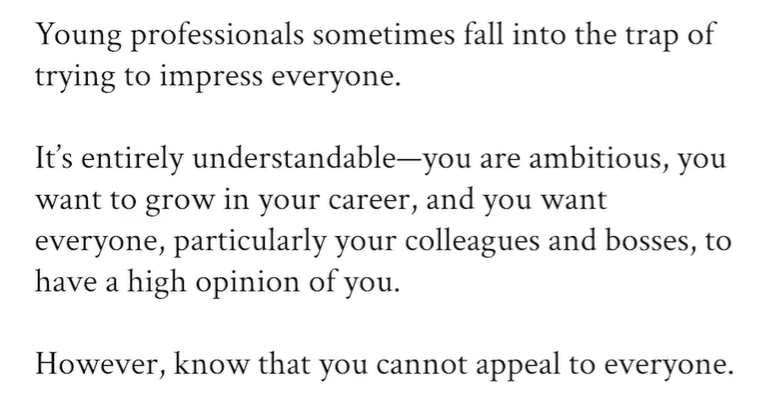 Young professionals sometimes fall into the trap of
trying to impress everyone.
It’s entirely understandable—you are ambitious, you
want to grow in your career, and you want
everyone, particularly your colleagues and bosses, to
have a high opinion of you.
However, know that you cannot appeal to everyone.